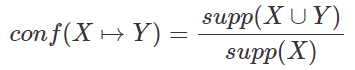 conf(X ↦ Y) = supp(X ∪ Y) / supp(X)